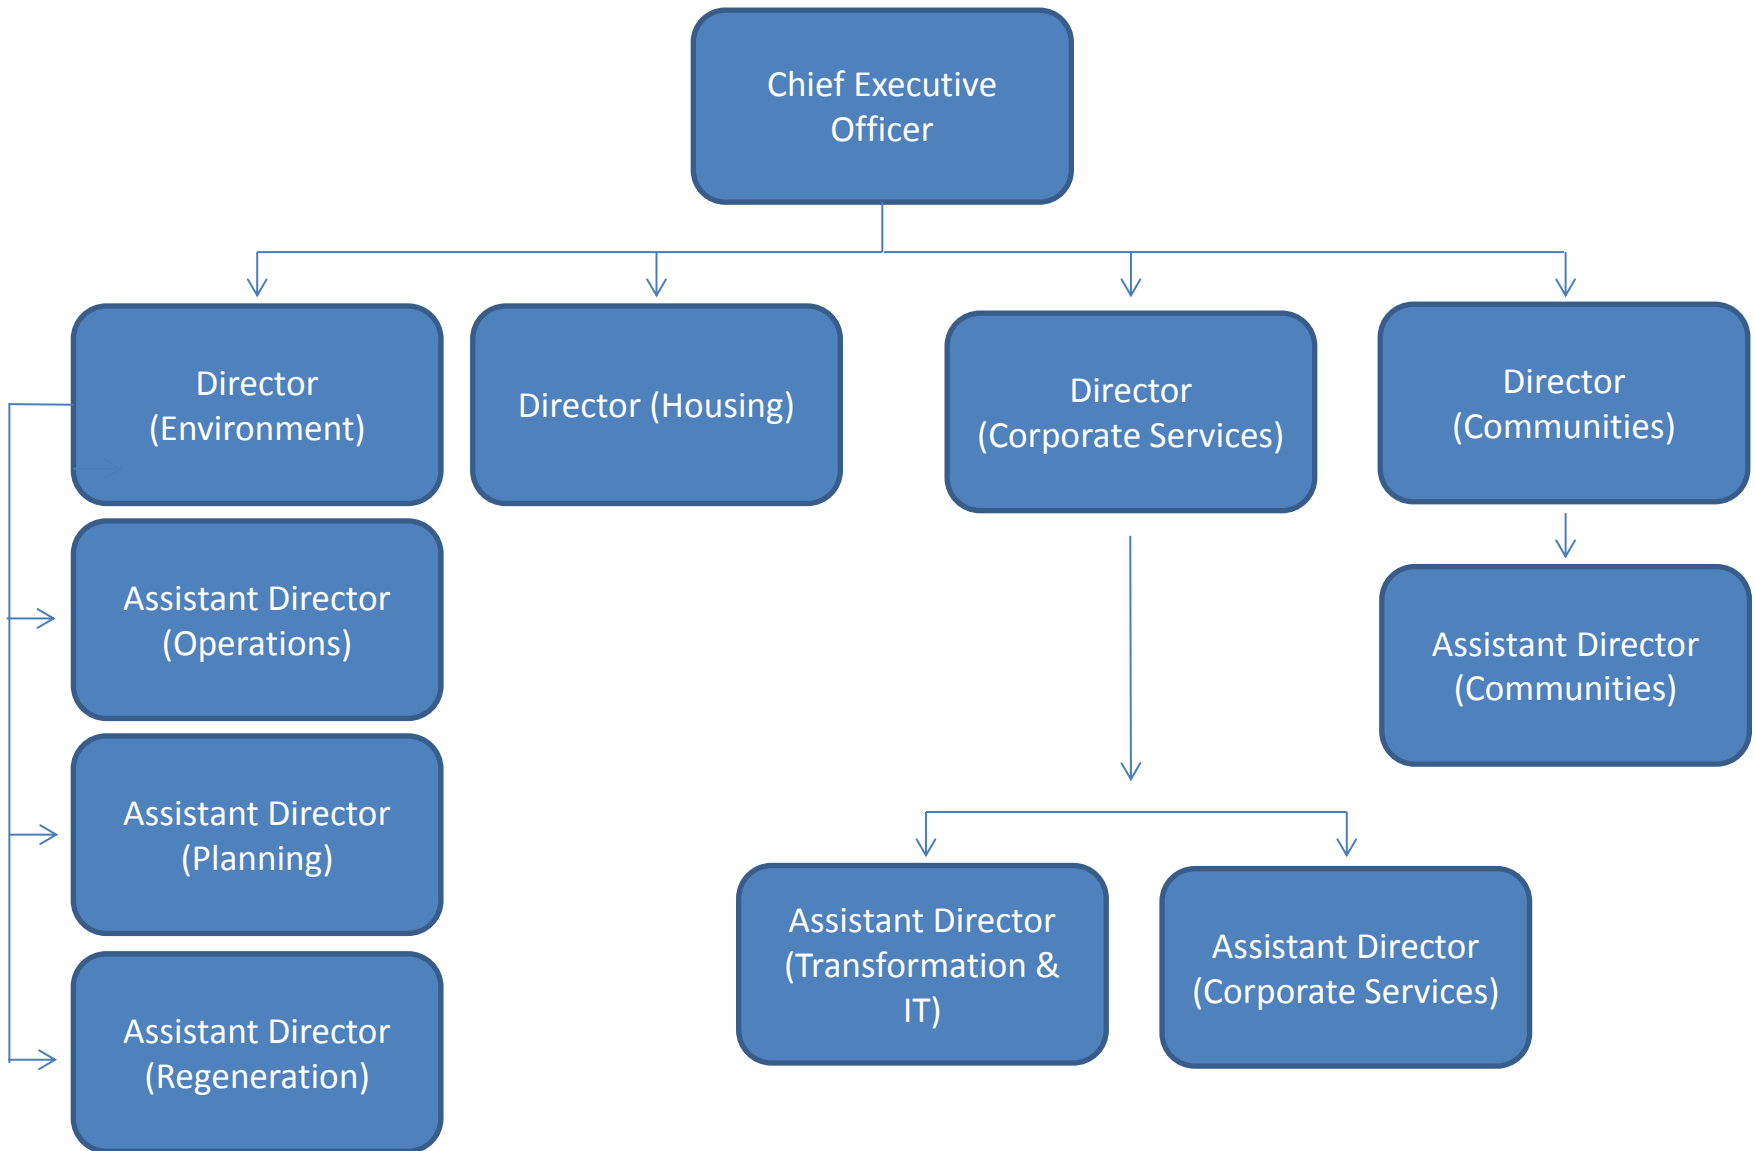 Chief Executive
Officer
Director
(Environment)
Director (Housing)
Director
(Corporate Services)
Director
(Communities)
Assistant Director
(Operations)
Assistant Director
(Communities)
Assistant Director
(Planning)
Assistant Director
(Transformation &
IT)
Assistant Director
(Corporate Services)
Assistant Director
(Regeneration)